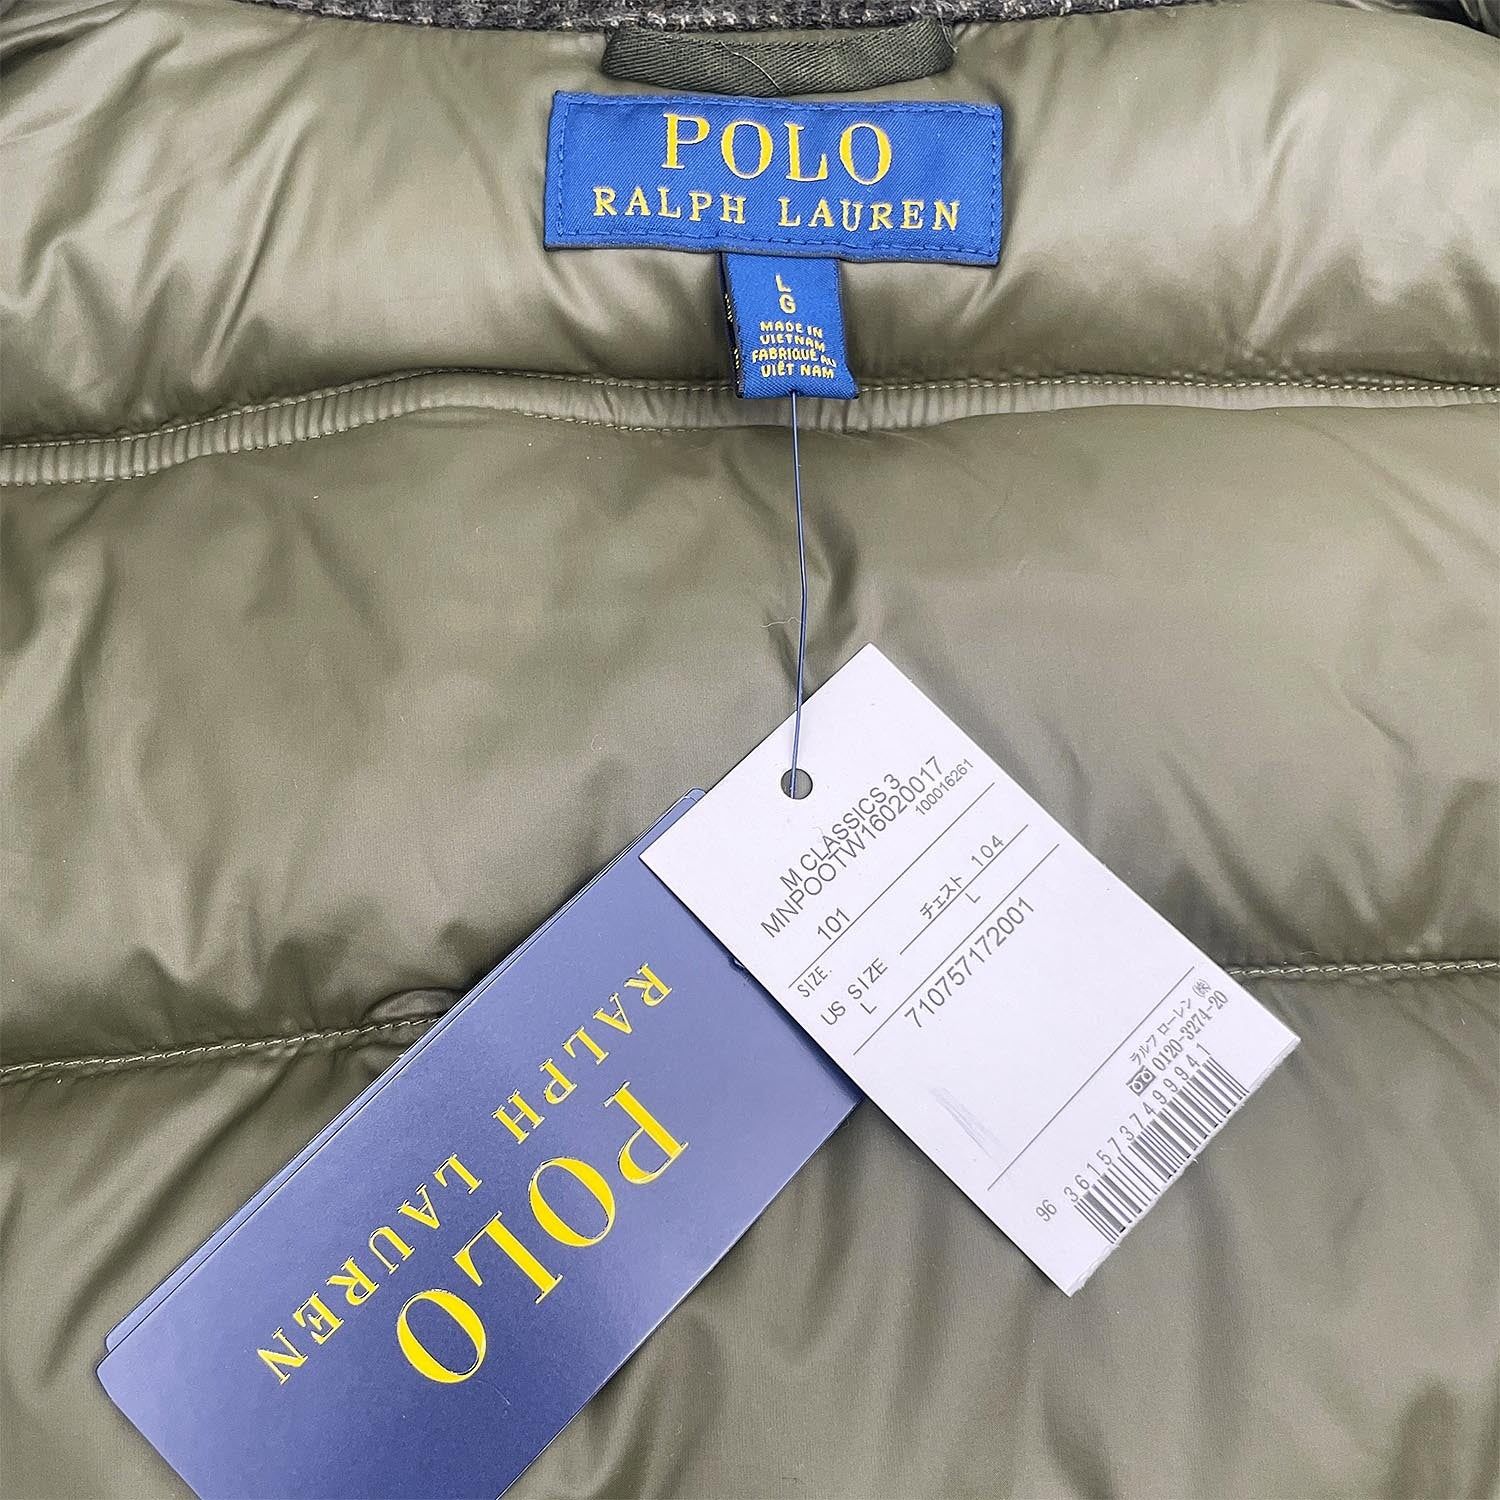 POLO
RALPH LAUREN
L
G
MADE IN
VIETNAM
FABRIQUÉ AU
VIÊT NAM
M CLASSICS 3
MNPOOTW16020017
100016261
SIZE. 101 チェスト 104
US SIZE L
L
710757172001
ラルフ ローレン (株)
0120-3274-20
96 3615737499941
POLO
RALPH LAUREN